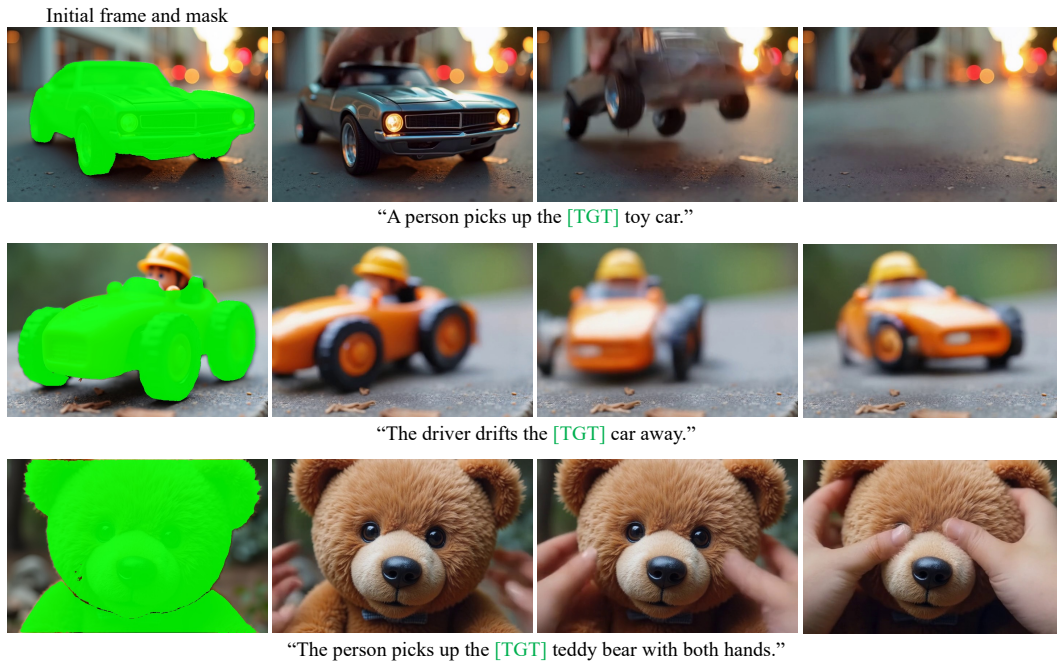 Initial frame and mask
“A person picks up the [TGT] toy car.”
“The driver drifts the [TGT] car away.”
“The person picks up the [TGT] teddy bear with both hands.”